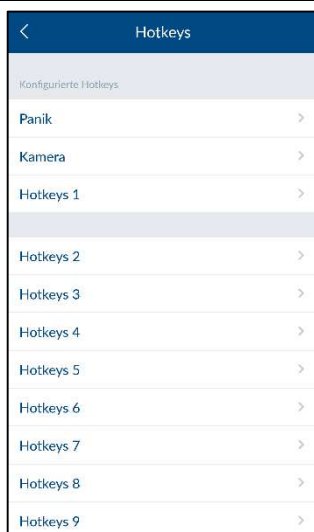 Hotkeys
Konfigurierte Hotkeys
Panik
Kamera
Hotkeys 1
Hotkeys 2
Hotkeys 3
Hotkeys 4
Hotkeys 5
Hotkeys 6
Hotkeys 7
Hotkeys 8
Hotkeys 9